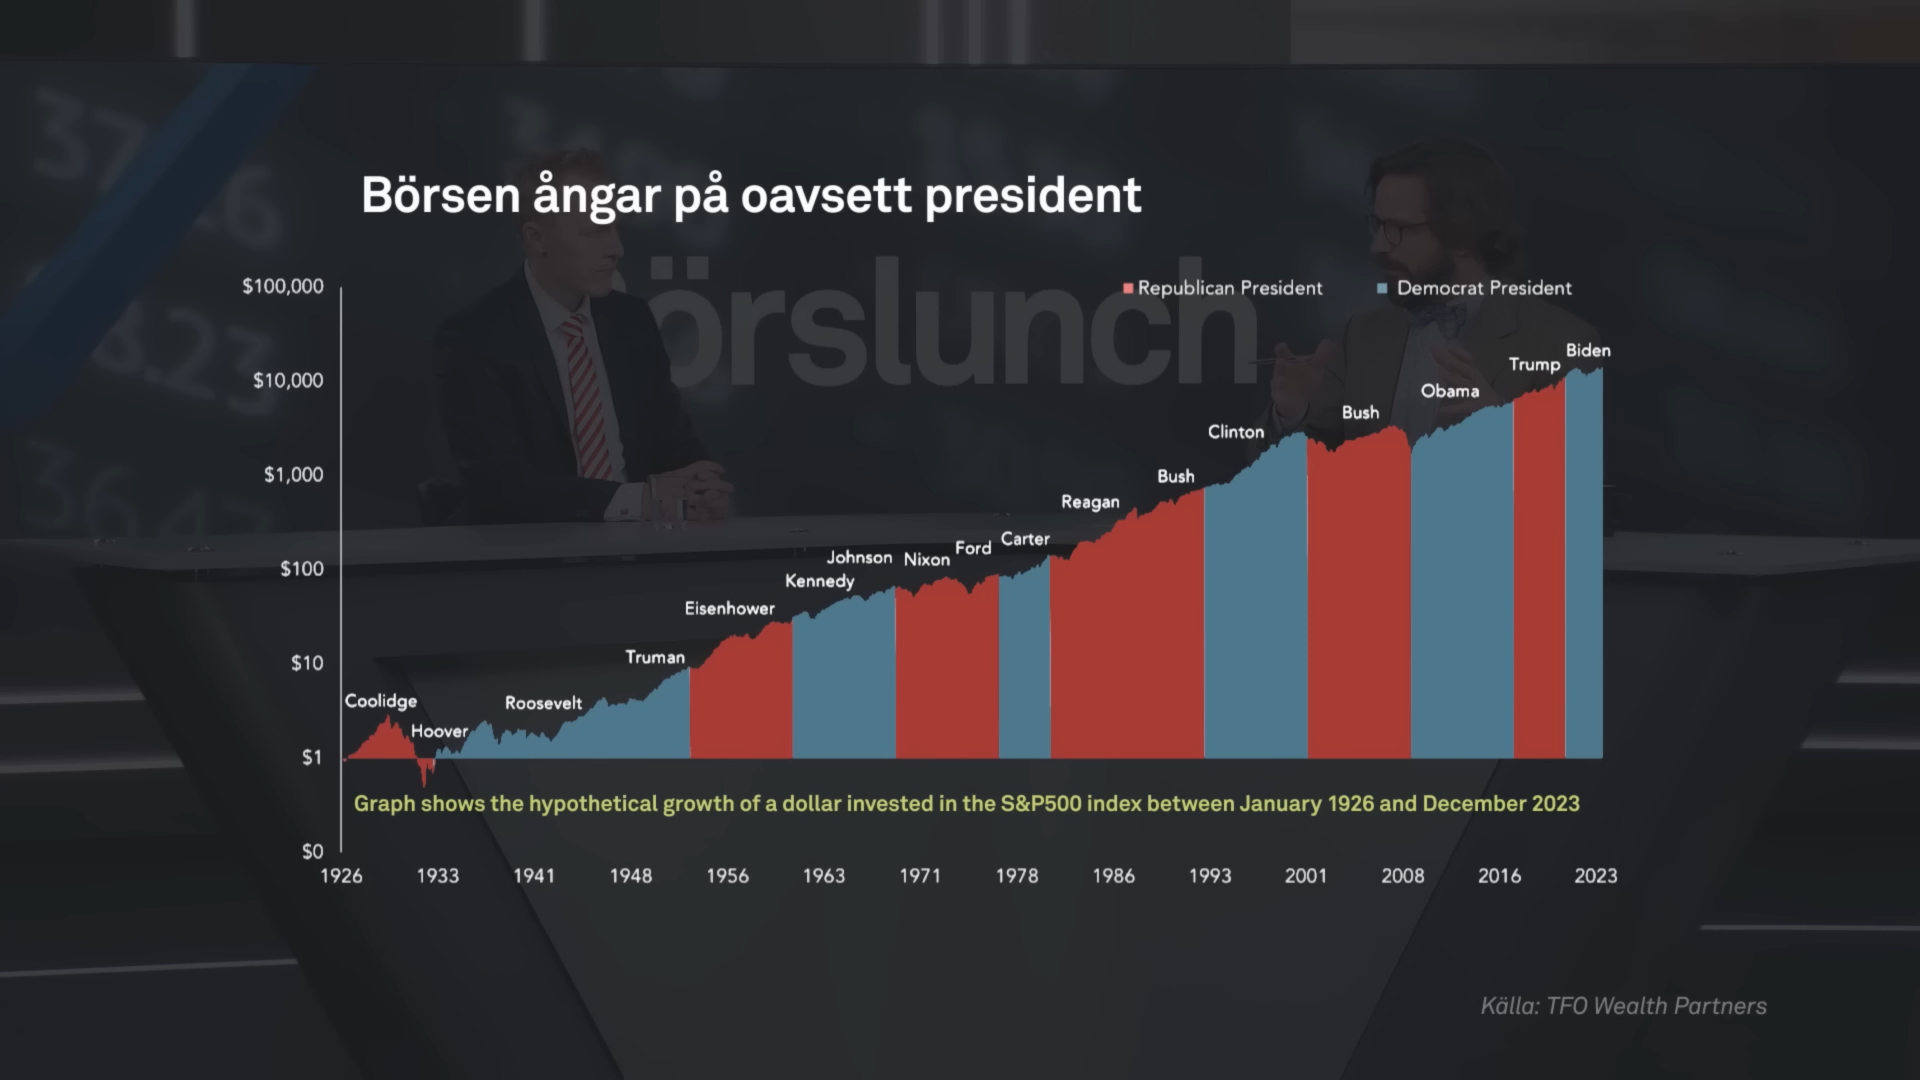 Börsen ångar på oavsett president
örslunch
Republican President
Democrat President
$100,000
$10,000
$1,000
$100
$10
$1
$0
Coolidge
Hoover
Roosevelt
Truman
Eisenhower
Kennedy
Johnson
Nixon
Ford
Carter
Reagan
Bush
Clinton
Bush
Obama
Trump
Biden
Graph shows the hypothetical growth of a dollar invested in the S&P500 index between January 1926 and December 2023
1926 1933 1941 1948 1956 1963 1971 1978 1986 1993 2001 2008 2016 2023
Källa: TFO Wealth Partners